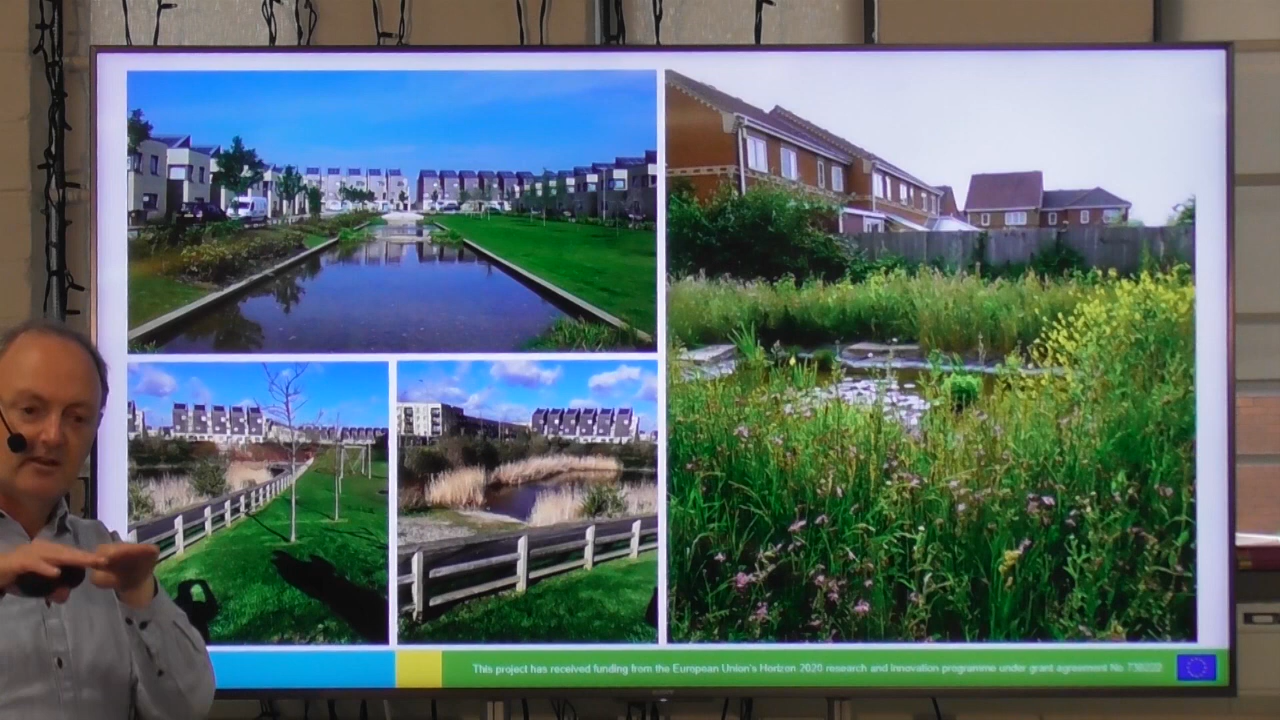 This project has received funding from the European Union's Horizon 2020 research and innovation programme under grant agreement No
SONY